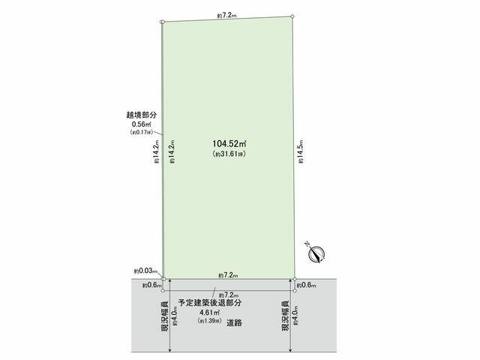 約7.2m
越境部分
0.56㎡
(約0.17坪)
約14.2m
約14.2m
104.52㎡
(約31.61坪)
約14.5m
N
約0.03m
約7.2m
約0.6m
約0.6m
約7.2m
予定建築後退部分
4.61㎡
(約1.39坪)
道路
現況幅員
約4.0m
現況幅員
約4.0m